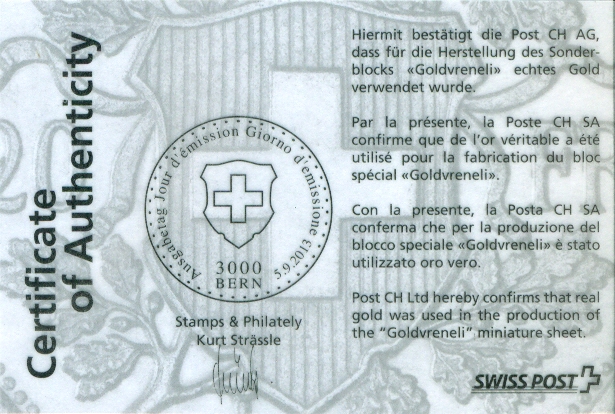 Certificate
of Authenticity
Ausgabetag Jour d'émission Giorno d'emissione
3000
BERN
5.9.2013
Stamps & Philately
Kurt Strässle
Hiermit bestätigt die Post CH AG,
dass für die Herstellung des Sonder-
blocks «Goldvreneli» echtes Gold
verwendet wurde.
Par la présente, la Poste CH SA
confirme que de l'or véritable a été
utilisé pour la fabrication du bloc
spécial «Goldvreneli».
Con la presente, la Posta CH SA
conferma che per la produzione del
blocco speciale «Goldvreneli» è stato
utilizzato oro vero.
Post CH Ltd hereby confirms that real
gold was used in the production of
the “Goldvreneli” miniature sheet.
SWISS POST